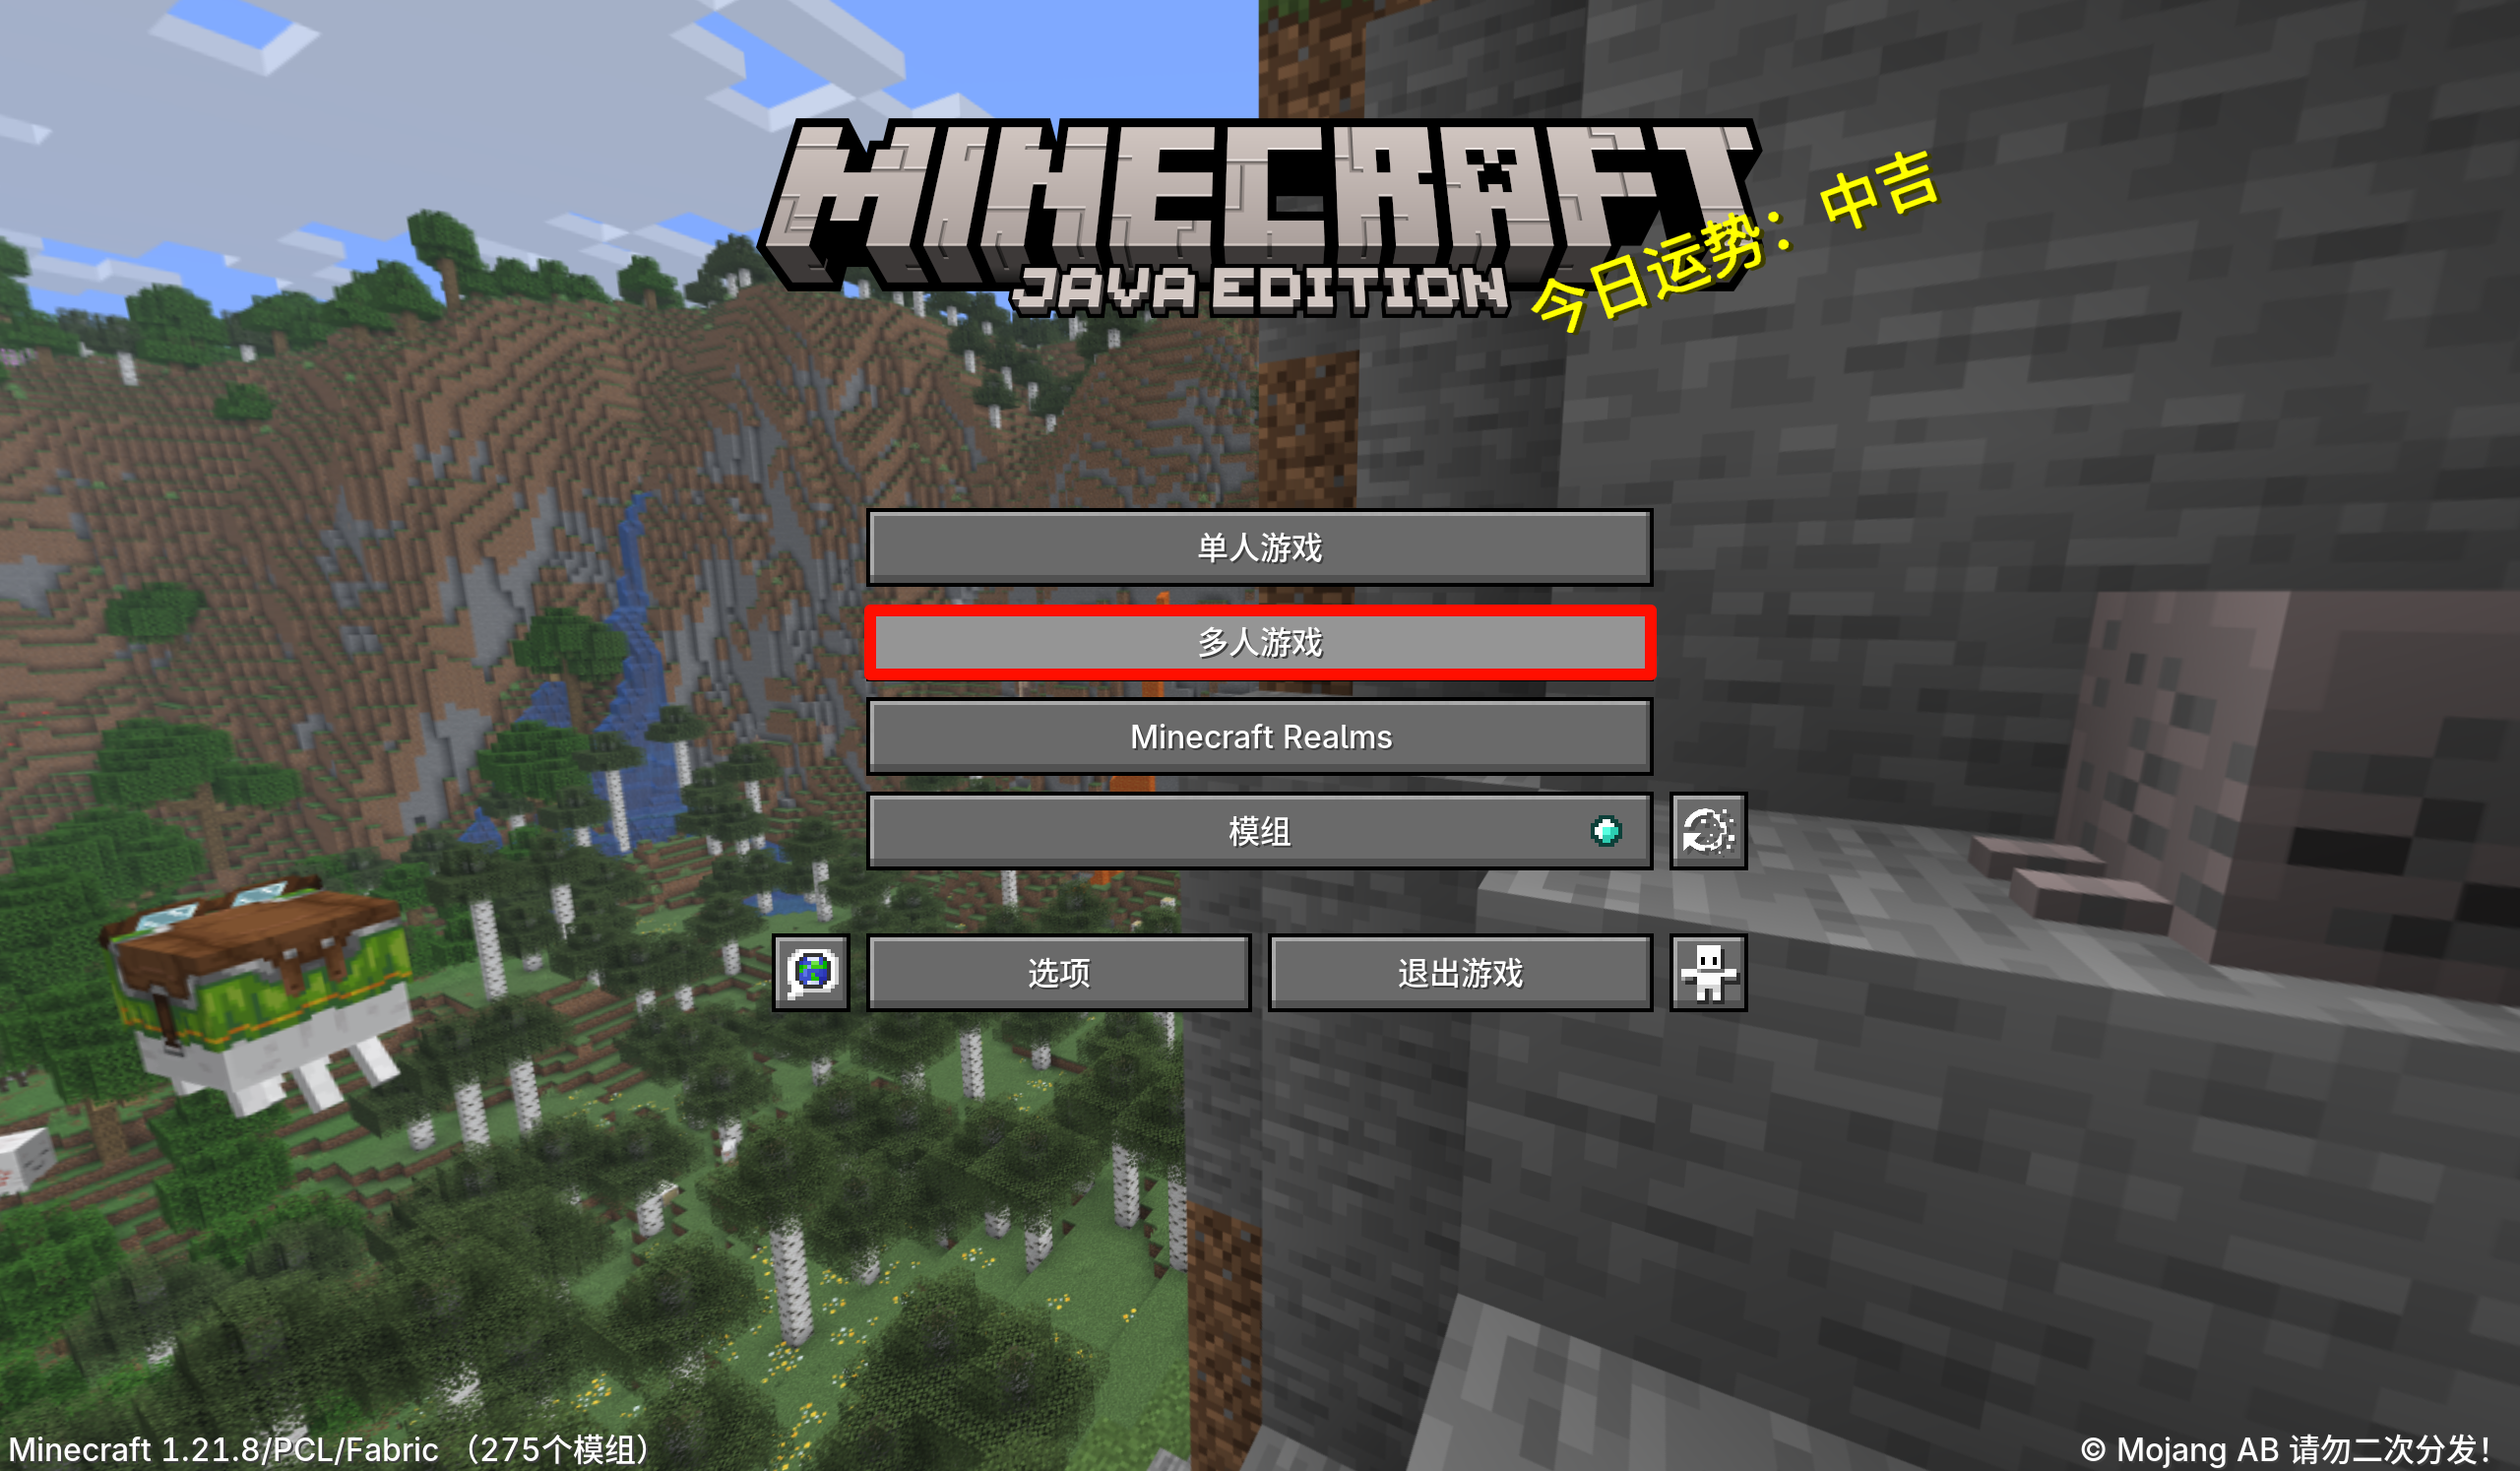 MINECRAFT
JAVA EDITION
今日运势：中吉
单人游戏
多人游戏
Minecraft Realms
模组
选项
退出游戏
Minecraft 1.21.8/PCL/Fabric （275个模组）
© Mojang AB 请勿二次分发！